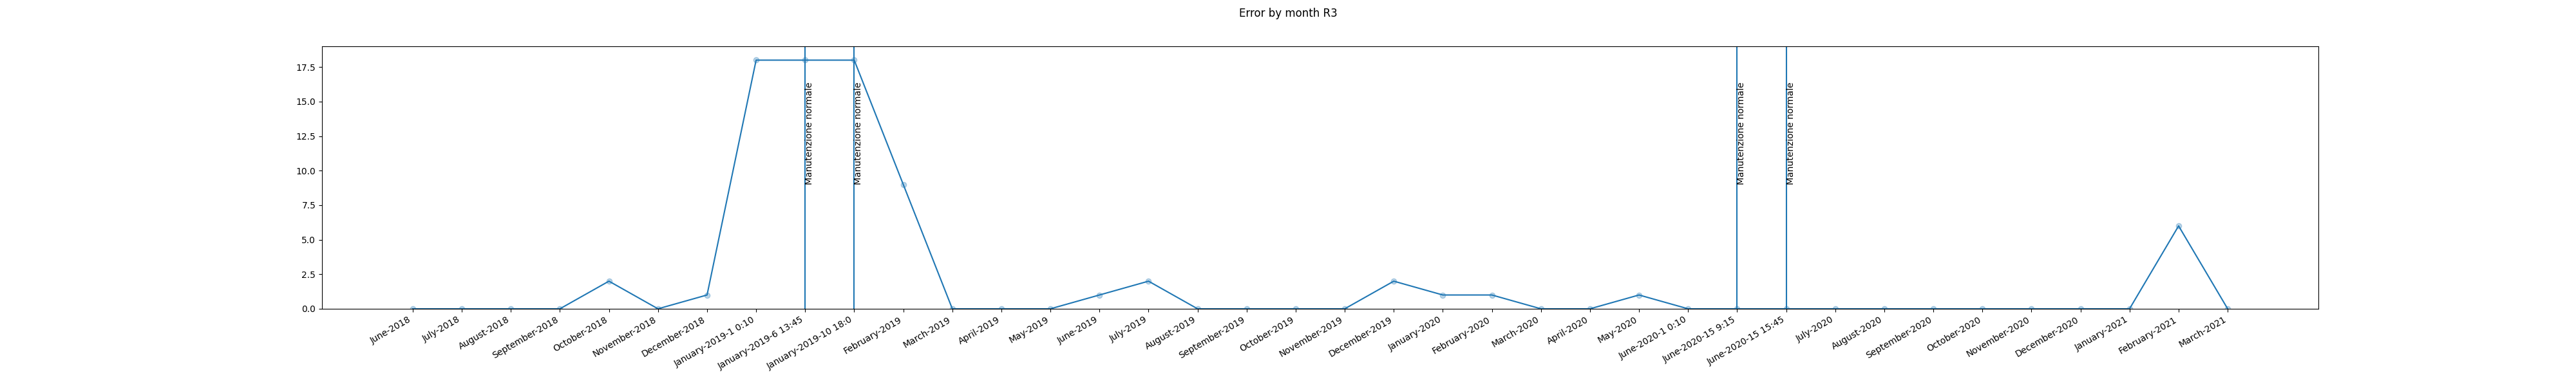 Error by month R3
17.5
15.0
12.5
10.0
7.5
5.0
2.5
0.0
Manutenzione normale
Manutenzione normale
Manutenzione normale
Manutenzione normale
June-2018
July-2018
August-2018
September-2018
October-2018
November-2018
December-2018
January-2019-1 0:10
January-2019-6 13:45
January-2019-10 18:0
February-2019
March-2019
April-2019
May-2019
June-2019
July-2019
August-2019
September-2019
October-2019
November-2019
December-2019
January-2020
February-2020
March-2020
April-2020
May-2020
June-2020-1 0:10
June-2020-15 9:15
June-2020-15 15:45
July-2020
August-2020
September-2020
October-2020
November-2020
December-2020
January-2021
February-2021
March-2021